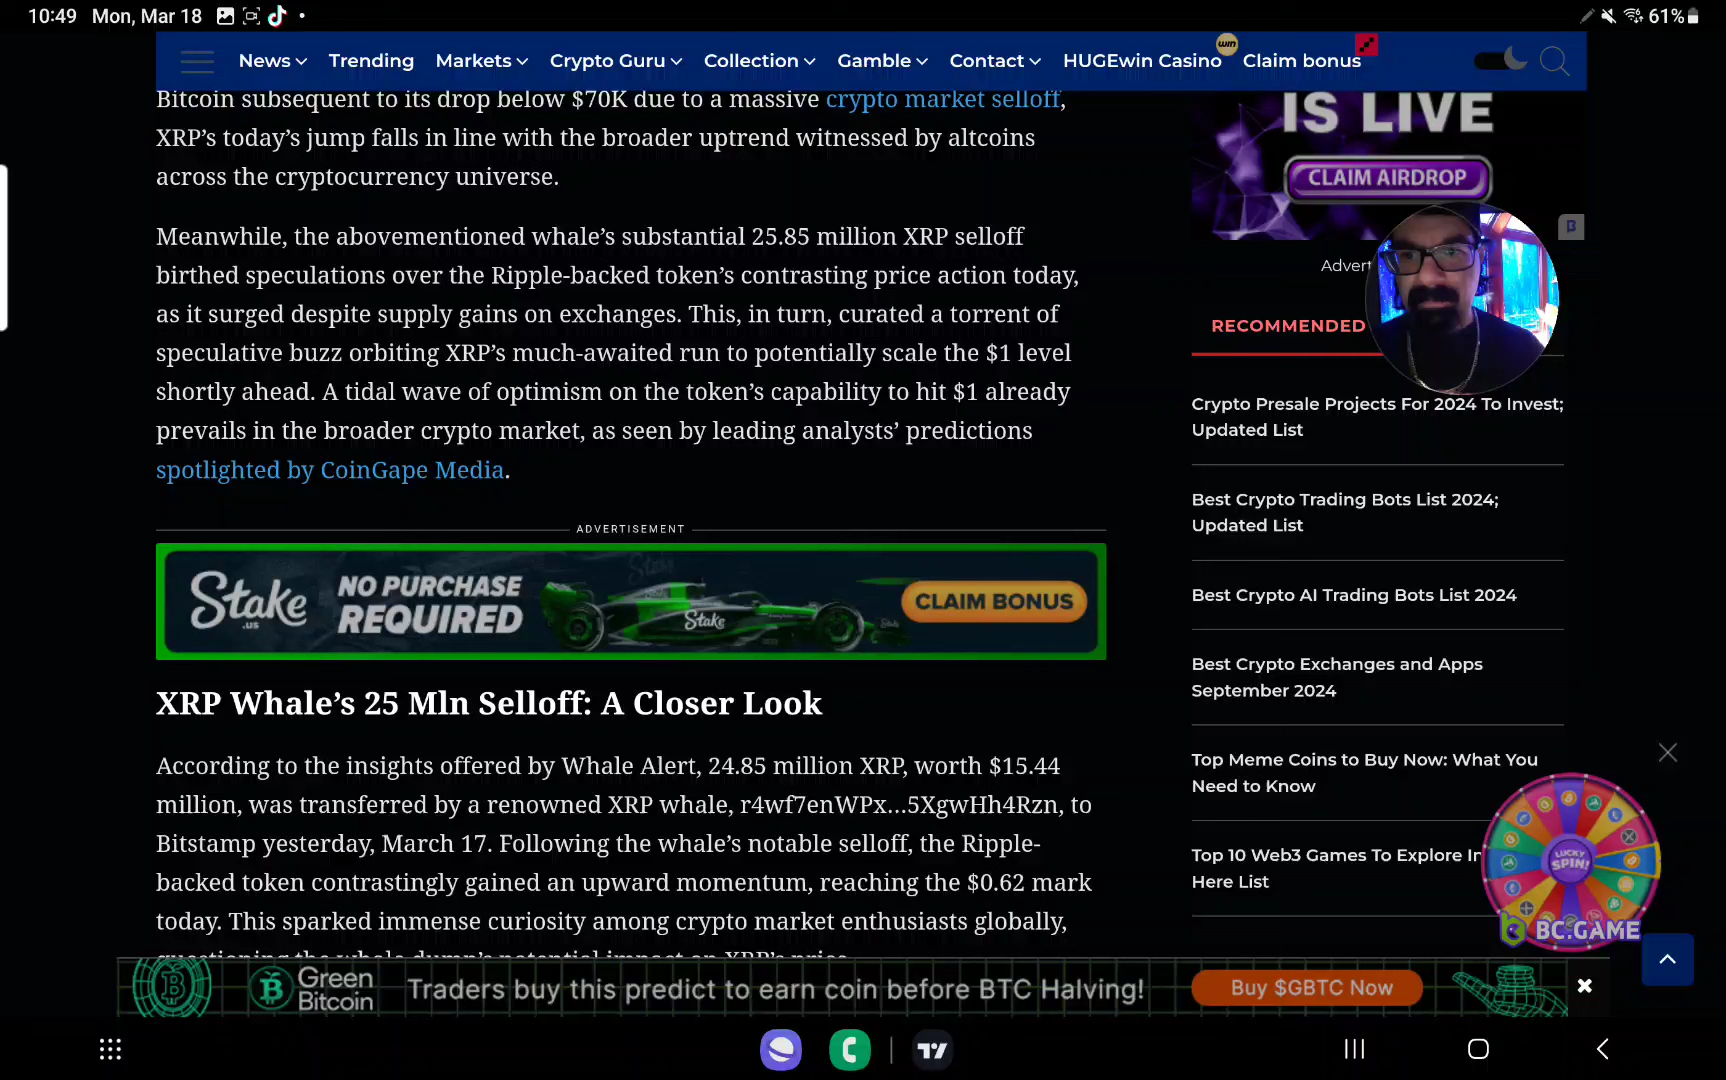 10:49 Mon, Mar 18
61%
News Trending Markets Crypto Guru Collection Gamble Contact HUGEwin Casino Claim bonus
win
Bitcoin subsequent to its drop below $70K due to a massive crypto market selloff,
XRP’s today’s jump falls in line with the broader uptrend witnessed by altcoins
across the cryptocurrency universe.
Meanwhile, the abovementioned whale’s substantial 25.85 million XRP selloff
birthed speculations over the Ripple-backed token’s contrasting price action today,
as it surged despite supply gains on exchanges. This, in turn, curated a torrent of
speculative buzz orbiting XRP’s much-awaited run to potentially scale the $1 level
shortly ahead. A tidal wave of optimism on the token’s capability to hit $1 already
prevails in the broader crypto market, as seen by leading analysts’ predictions
spotlighted by CoinGape Media.
ADVERTISEMENT
Stake
.US
NO PURCHASE
REQUIRED
Stake
CLAIM BONUS
XRP Whale’s 25 Mln Selloff: A Closer Look
According to the insights offered by Whale Alert, 24.85 million XRP, worth $15.44
million, was transferred by a renowned XRP whale, r4wf7enWPx...5XgwHh4Rzn, to
Bitstamp yesterday, March 17. Following the whale’s notable selloff, the Ripple-
backed token contrastingly gained an upward momentum, reaching the $0.62 mark
today. This sparked immense curiosity among crypto market enthusiasts globally,
questioning the whale dump’s potential impact on XRP’s price.
IS LIVE
CLAIM AIRDROP
Advert
RECOMMENDED
Crypto Presale Projects For 2024 To Invest;
Updated List
Best Crypto Trading Bots List 2024;
Updated List
Best Crypto AI Trading Bots List 2024
Best Crypto Exchanges and Apps
September 2024
Top Meme Coins to Buy Now: What You
Need to Know
Top 10 Web3 Games To Explore In
Here List
LUCKY
SPIN!
BC.GAME
Green
Bitcoin
Traders buy this predict to earn coin before BTC Halving!
Buy $GBTC Now